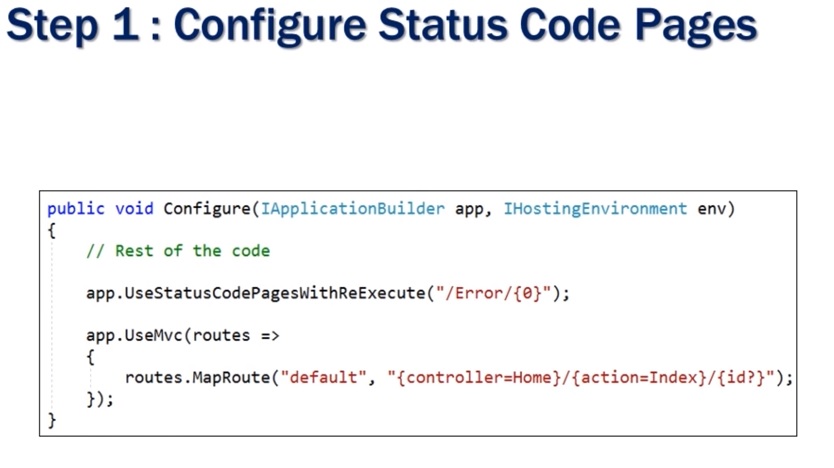 Step 1 : Configure Status Code Pages
public void Configure(IApplicationBuilder app, IHostingEnvironment env)
{
    // Rest of the code
    app.UseStatusCodePagesWithReExecute("/Error/{0}");
    app.UseMvc(routes =>
    {
        routes.MapRoute("default", "{controller=Home}/{action=Index}/{id?}");
    });
}